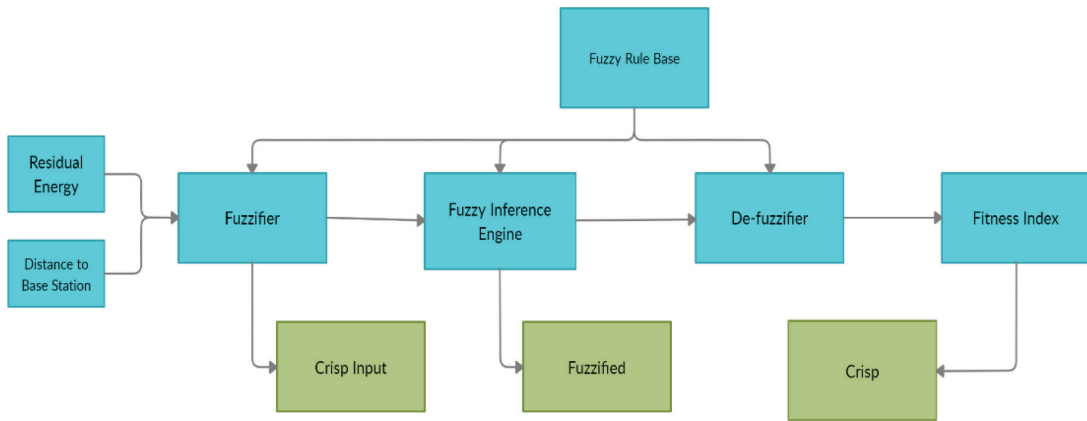 Fuzzy Rule Base
Residual
Energy
Distance to
Base Station
Fuzzifier
Fuzzy Inference
Engine
De-fuzzifier
Fitness Index
Crisp Input
Fuzzified
Crisp